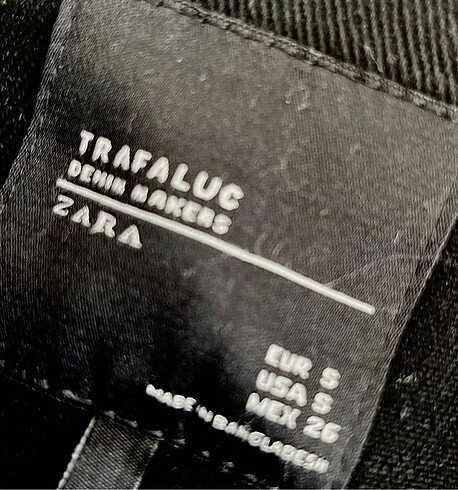 TRAFALUC
DENIM MAKERS
ZARA
EUR S
USA S
MEX 26
MADE IN BANGLADESH